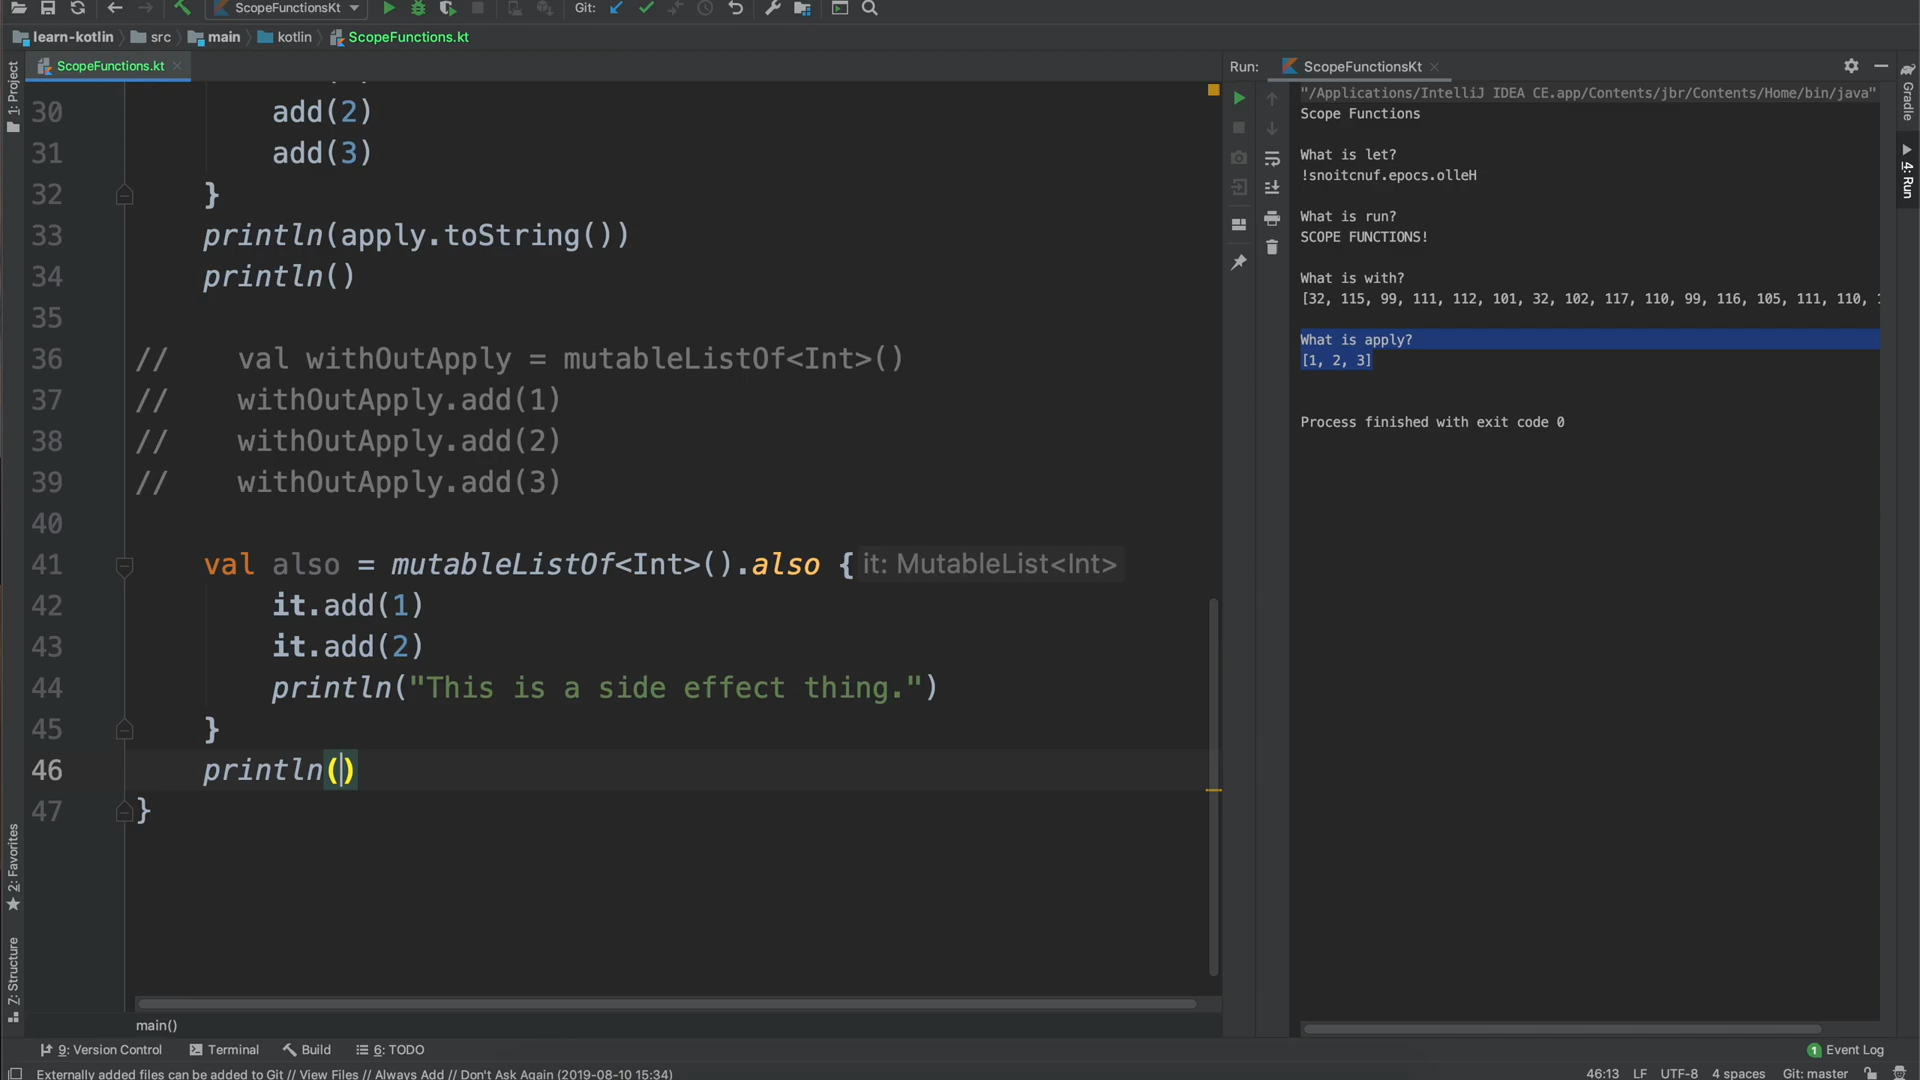 ScopeFunctionsKt
Git:
learn-kotlin
src
main
kotlin
ScopeFunctions.kt
1: Project
ScopeFunctions.kt
30 add(2)
31 add(3)
32 }
33 println(apply.toString())
34 println()
35
36 // val withOutApply = mutableListOf<Int>()
37 // withOutApply.add(1)
38 // withOutApply.add(2)
39 // withOutApply.add(3)
40
41 val also = mutableListOf<Int>().also { it: MutableList<Int>
42 it.add(1)
43 it.add(2)
44 println("This is a side effect thing.")
45 }
46 println()
47 }
main()
2: Favorites
7: Structure
Run: ScopeFunctionsKt
"/Applications/IntelliJ IDEA CE.app/Contents/jbr/Contents/Home/bin/java"
Scope Functions
What is let?
!snoitcnuf.epocs.olleH
What is run?
SCOPE FUNCTIONS!
What is with?
[32, 115, 99, 111, 112, 101, 32, 102, 117, 110, 99, 116, 105, 111, 110,
What is apply?
[1, 2, 3]
Process finished with exit code 0
Gradle
4: Run
9: Version Control
Terminal
Build
6: TODO
1 Event Log
Externally added files can be added to Git // View Files // Always Add // Don't Ask Again (2019-08-10 15:34)
46:13 LF UTF-8 4 spaces Git: master